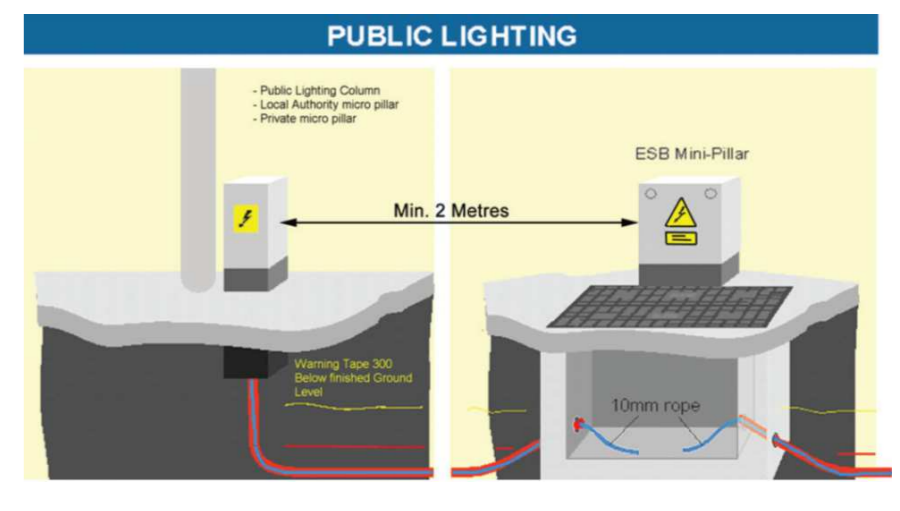 PUBLIC LIGHTING
- Public Lighting Column
- Local Authority micro pillar
- Private micro pillar
ESB Mini-Pillar
Min. 2 Metres
Warning Tape 300
Below finished Ground
Level
10mm rope